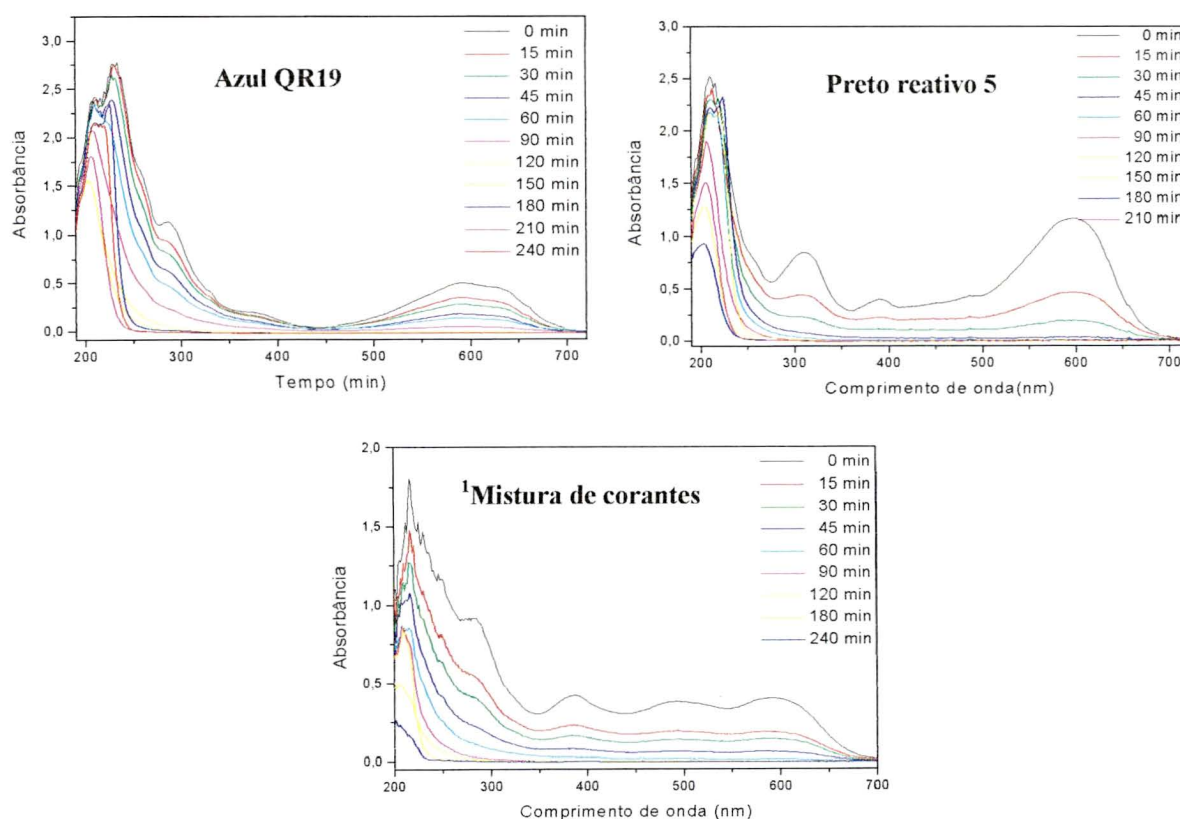 Azul QR19
Absorbância
3,0
2,5
2,0
1,5
1,0
0,5
0,0
200 300 400 500 600 700
Tempo (min)
0 min
15 min
30 min
45 min
60 min
90 min
120 min
150 min
180 min
210 min
240 min
Preto reativo 5
Absorbância
3,0
2,5
2,0
1,5
1,0
0,5
0,0
200 300 400 500 600 700
Comprimento de onda(nm)
0 min
15 min
30 min
45 min
60 min
90 min
120 min
150 min
180 min
210 min
¹Mistura de corantes
Absorbância
2,0
1,5
1,0
0,5
0,0
200 300 400 500 600 700
Comprimento de onda (nm)
0 min
15 min
30 min
45 min
60 min
90 min
120 min
180 min
240 min